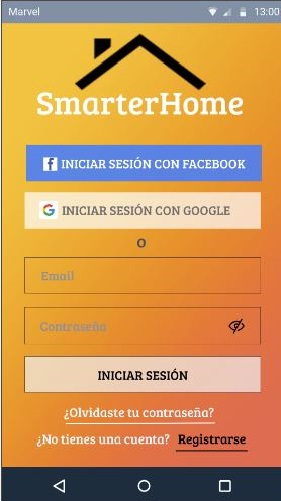 Marvel
13:00
SmarterHome
f INICIAR SESIÓN CON FACEBOOK
G INICIAR SESIÓN CON GOOGLE
O
Email
Contraseña
INICIAR SESIÓN
¿Olvidaste tu contraseña?
¿No tienes una cuenta? Registrarse